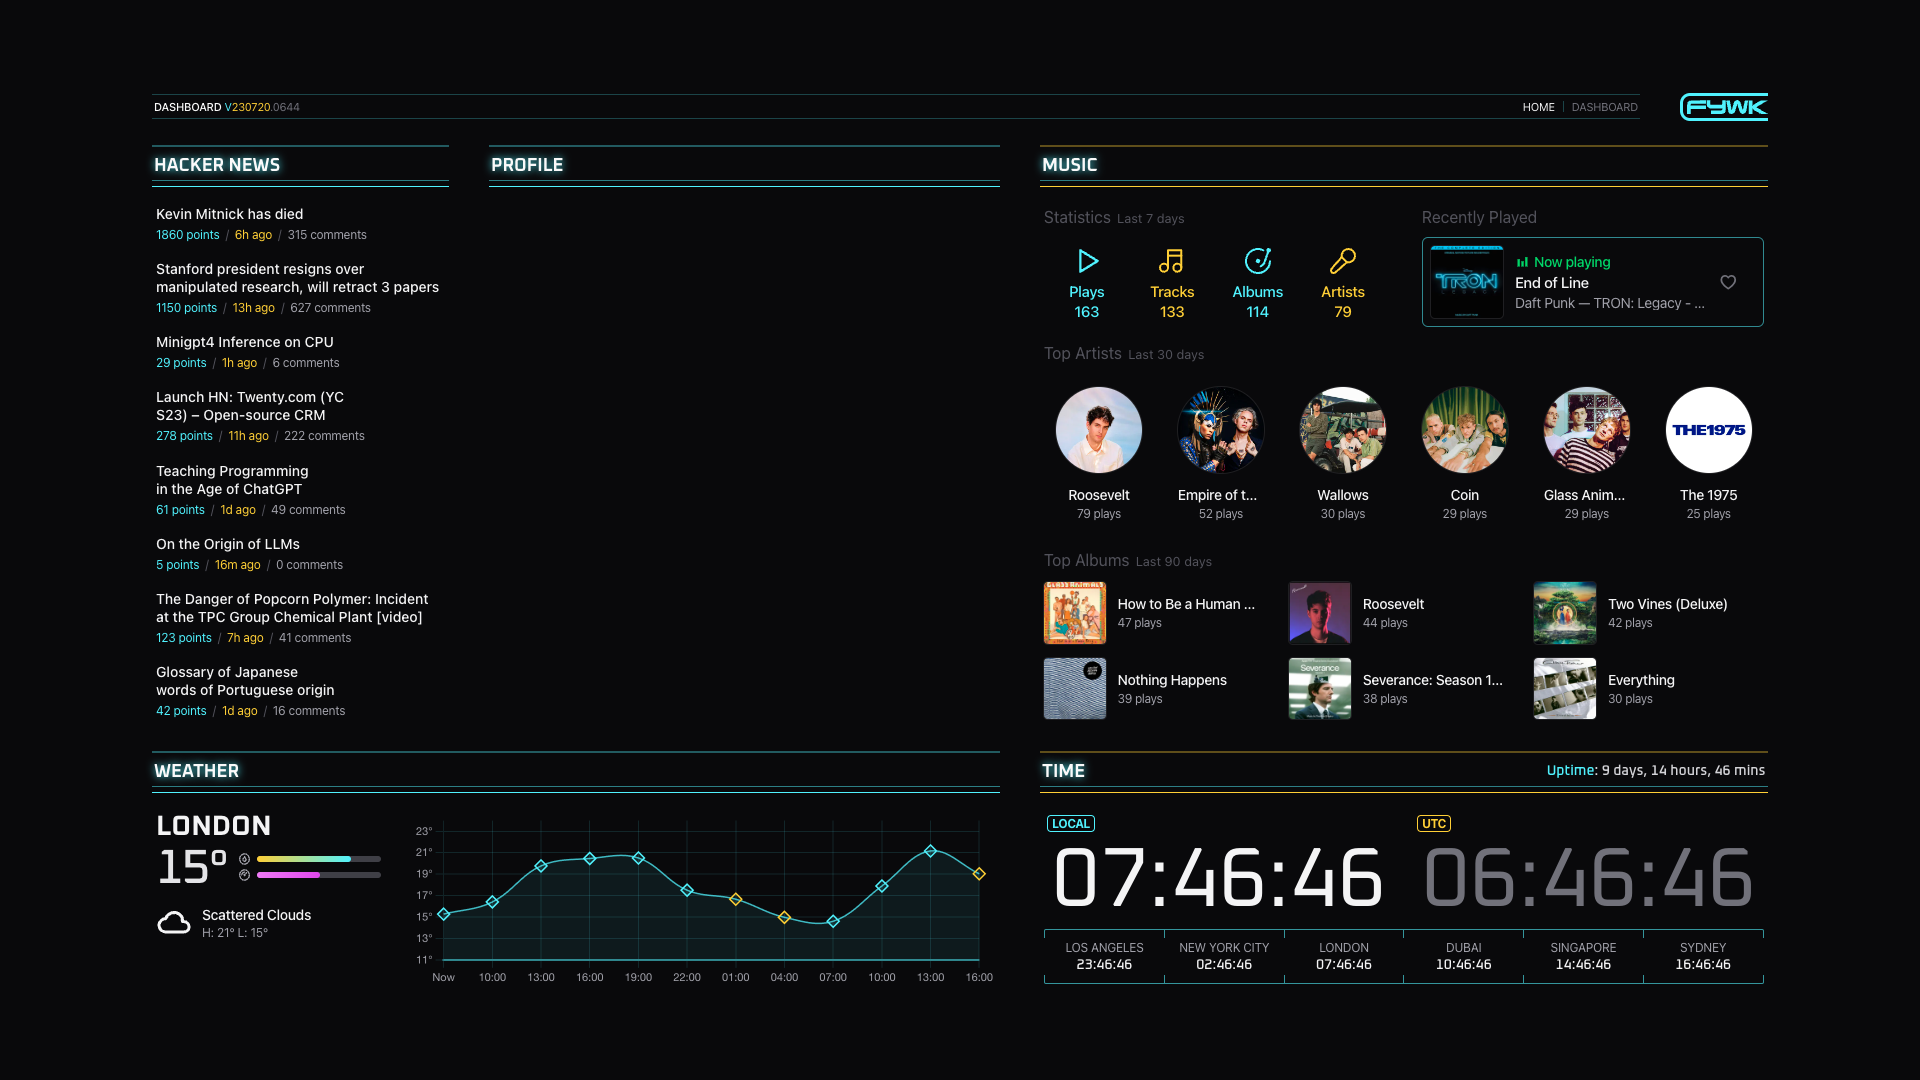 DASHBOARD V230720.0644
HOME | DASHBOARD
FYWK
HACKER NEWS
Kevin Mitnick has died
1860 points / 6h ago / 315 comments
Stanford president resigns over
manipulated research, will retract 3 papers
1150 points / 13h ago / 627 comments
Minigpt4 Inference on CPU
29 points / 1h ago / 6 comments
Launch HN: Twenty.com (YC
S23) – Open-source CRM
278 points / 11h ago / 222 comments
Teaching Programming
in the Age of ChatGPT
61 points / 1d ago / 49 comments
On the Origin of LLMs
5 points / 16m ago / 0 comments
The Danger of Popcorn Polymer: Incident
at the TPC Group Chemical Plant [video]
123 points / 7h ago / 41 comments
Glossary of Japanese
words of Portuguese origin
42 points / 1d ago / 16 comments
PROFILE
MUSIC
Statistics Last 7 days
Plays
163
Tracks
133
Albums
114
Artists
79
Recently Played
TRON
Now playing
End of Line
Daft Punk — TRON: Legacy - ...
Top Artists Last 30 days
THE1975
Roosevelt
79 plays
Empire of t...
52 plays
Wallows
30 plays
Coin
29 plays
Glass Anim...
29 plays
The 1975
25 plays
Top Albums Last 90 days
GLASS ANIMALS
How to Be a Human ...
47 plays
Roosevelt
44 plays
Two Vines (Deluxe)
42 plays
Nothing Happens
39 plays
Severance
Severance: Season 1...
38 plays
Everything
30 plays
WEATHER
LONDON
15°
Scattered Clouds
H: 21° L: 15°
23°
21°
19°
17°
15°
13°
11°
Now 10:00 13:00 16:00 19:00 22:00 01:00 04:00 07:00 10:00 13:00 16:00
TIME
Uptime: 9 days, 14 hours, 46 mins
LOCAL
07:46:46
UTC
06:46:46
LOS ANGELES
23:46:46
NEW YORK CITY
02:46:46
LONDON
07:46:46
DUBAI
10:46:46
SINGAPORE
14:46:46
SYDNEY
16:46:46